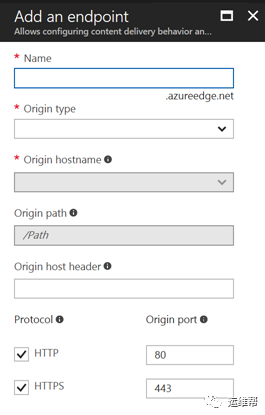 Add an endpoint
Allows configuring content delivery behavior an...
* Name
.azureedge.net
* Origin type
* Origin hostname
Origin path
/Path
Origin host header
Protocol Origin port
HTTP 80
HTTPS 443
运维帮